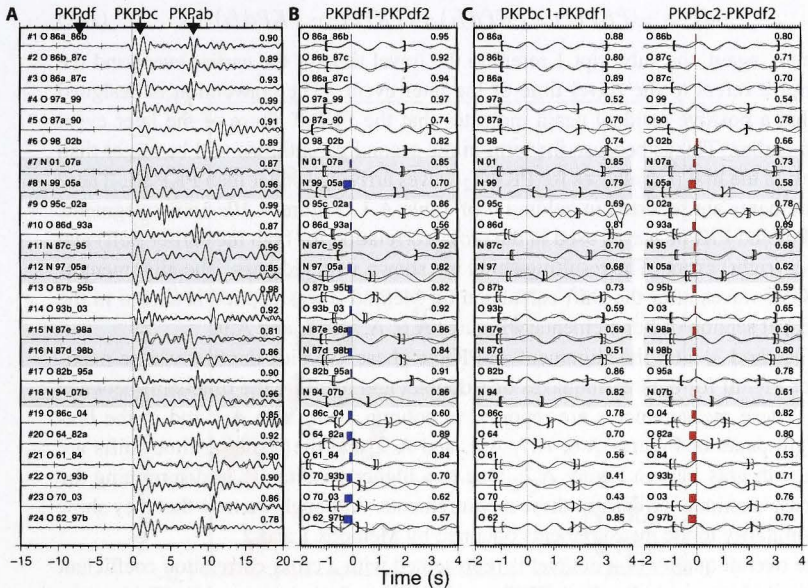 A PKPdf PKPbc PKPab B PKPdf1-PKPdf2 C PKPbc1-PKPdf1 PKPbc2-PKPdf2
#1 O 86a_86b 0.90 O 86a_86b 0.95 O 86a 0.88 O 86b 0.80
#2 O 86b_87c 0.89 O 86b_87c 0.92 O 86b 0.80 O 87c 0.71
#3 O 86a_87c 0.93 O 86a_87c 0.94 O 86a 0.89 O 87c 0.70
#4 O 97a_99 0.99 O 97a_99 0.97 O 97a 0.52 O 99 0.54
#5 O 87a_90 0.91 O 87a_90 0.74 O 87a 0.70 O 90 0.78
#6 O 98_02b 0.89 O 98_02b 0.82 O 98 0.74 O 02b 0.66
#7 N 01_07a 0.87 N 01_07a 0.85 N 01 0.85 N 07a 0.73
#8 N 99_05a 0.96 N 99_05a 0.70 N 99 0.79 N 05a 0.58
#9 O 95c_02a 0.99 O 95c_02a 0.86 O 95c 0.69 O 02a 0.78
#10 O 86d_93a 0.87 O 86d_93a 0.56 O 86d 0.81 O 93a 0.69
#11 N 87c_95 0.96 N 87c_95 0.92 N 87c 0.70 N 95 0.68
#12 N 97_05a 0.85 N 97_05a 0.82 N 97 0.68 N 05a 0.62
#13 O 87b_95b 0.98 O 87b_95b 0.82 O 87b 0.73 O 95b 0.59
#14 O 93b_03 0.92 O 93b_03 0.92 O 93b 0.59 O 03 0.65
#15 N 87e_98a 0.81 N 87e_98a 0.86 N 87e 0.69 N 98a 0.90
#16 N 87d_98b 0.86 N 87d_98b 0.84 N 87d 0.51 N 98b 0.80
#17 O 82b_95a 0.90 O 82b_95a 0.91 O 82b 0.86 O 95a 0.78
#18 N 94_07b 0.96 N 94_07b 0.86 N 94 0.82 N 07b 0.61
#19 O 86c_04 0.85 O 86c_04 0.60 O 86c 0.78 O 04 0.82
#20 O 64_82a 0.92 O 64_82a 0.89 O 64 0.70 O 82a 0.80
#21 O 61_84 0.90 O 61_84 0.84 O 61 0.56 O 84 0.53
#22 O 70_93b 0.90 O 70_93b 0.70 O 70 0.41 O 93b 0.71
#23 O 70_03 0.86 O 70_03 0.62 O 70 0.43 O 03 0.76
#24 O 62_97b 0.78 O 62_97b 0.57 O 62 0.85 O 97b 0.70
−15 −10 −5 0 5 10 15 20 −2 0 2 4 −2 0 2 4 −2 0 2 4
Time (s)